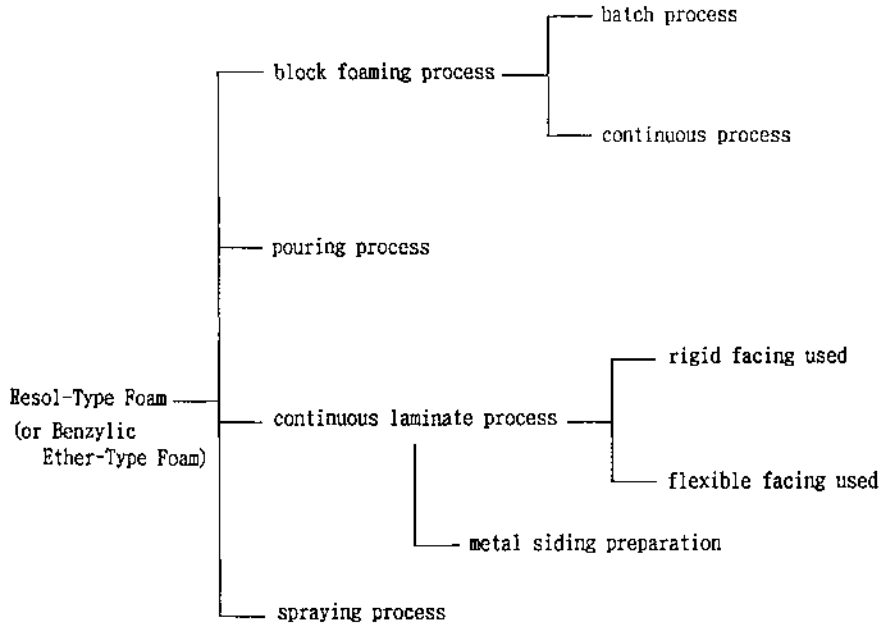 batch process
block foaming process
continuous process
pouring process
rigid facing used
Resol-Type Foam
continuous laminate process
(or Benzylic
Ether-Type Foam)
flexible facing used
metal siding preparation
spraying process